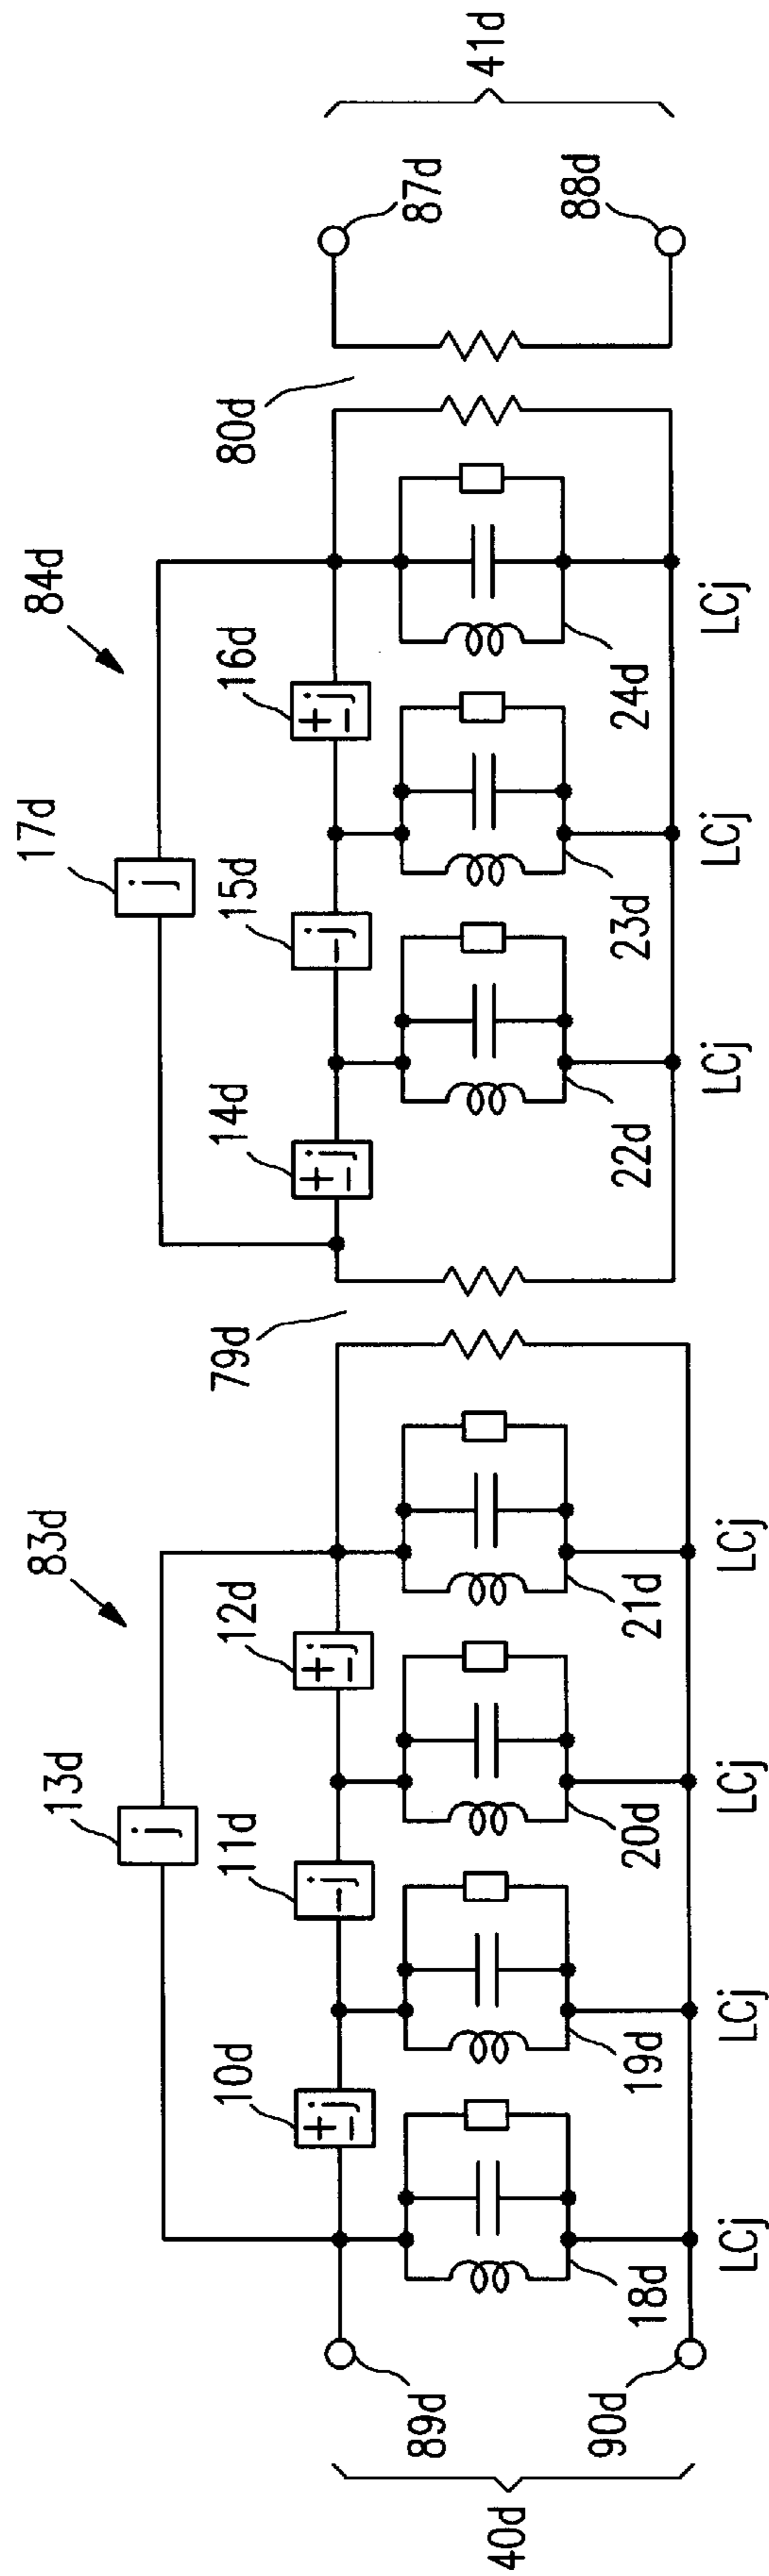 13d
83d
17d
84d
j
j
10d
11d
12d
79d
14d
15d
16d
80d
±j
-j
±j
±j
-j
±j
89d
87d
40d
41d
90d
88d
18d
19d
20d
21d
22d
23d
24d
LCj
LCj
LCj
LCj
LCj
LCj
LCj